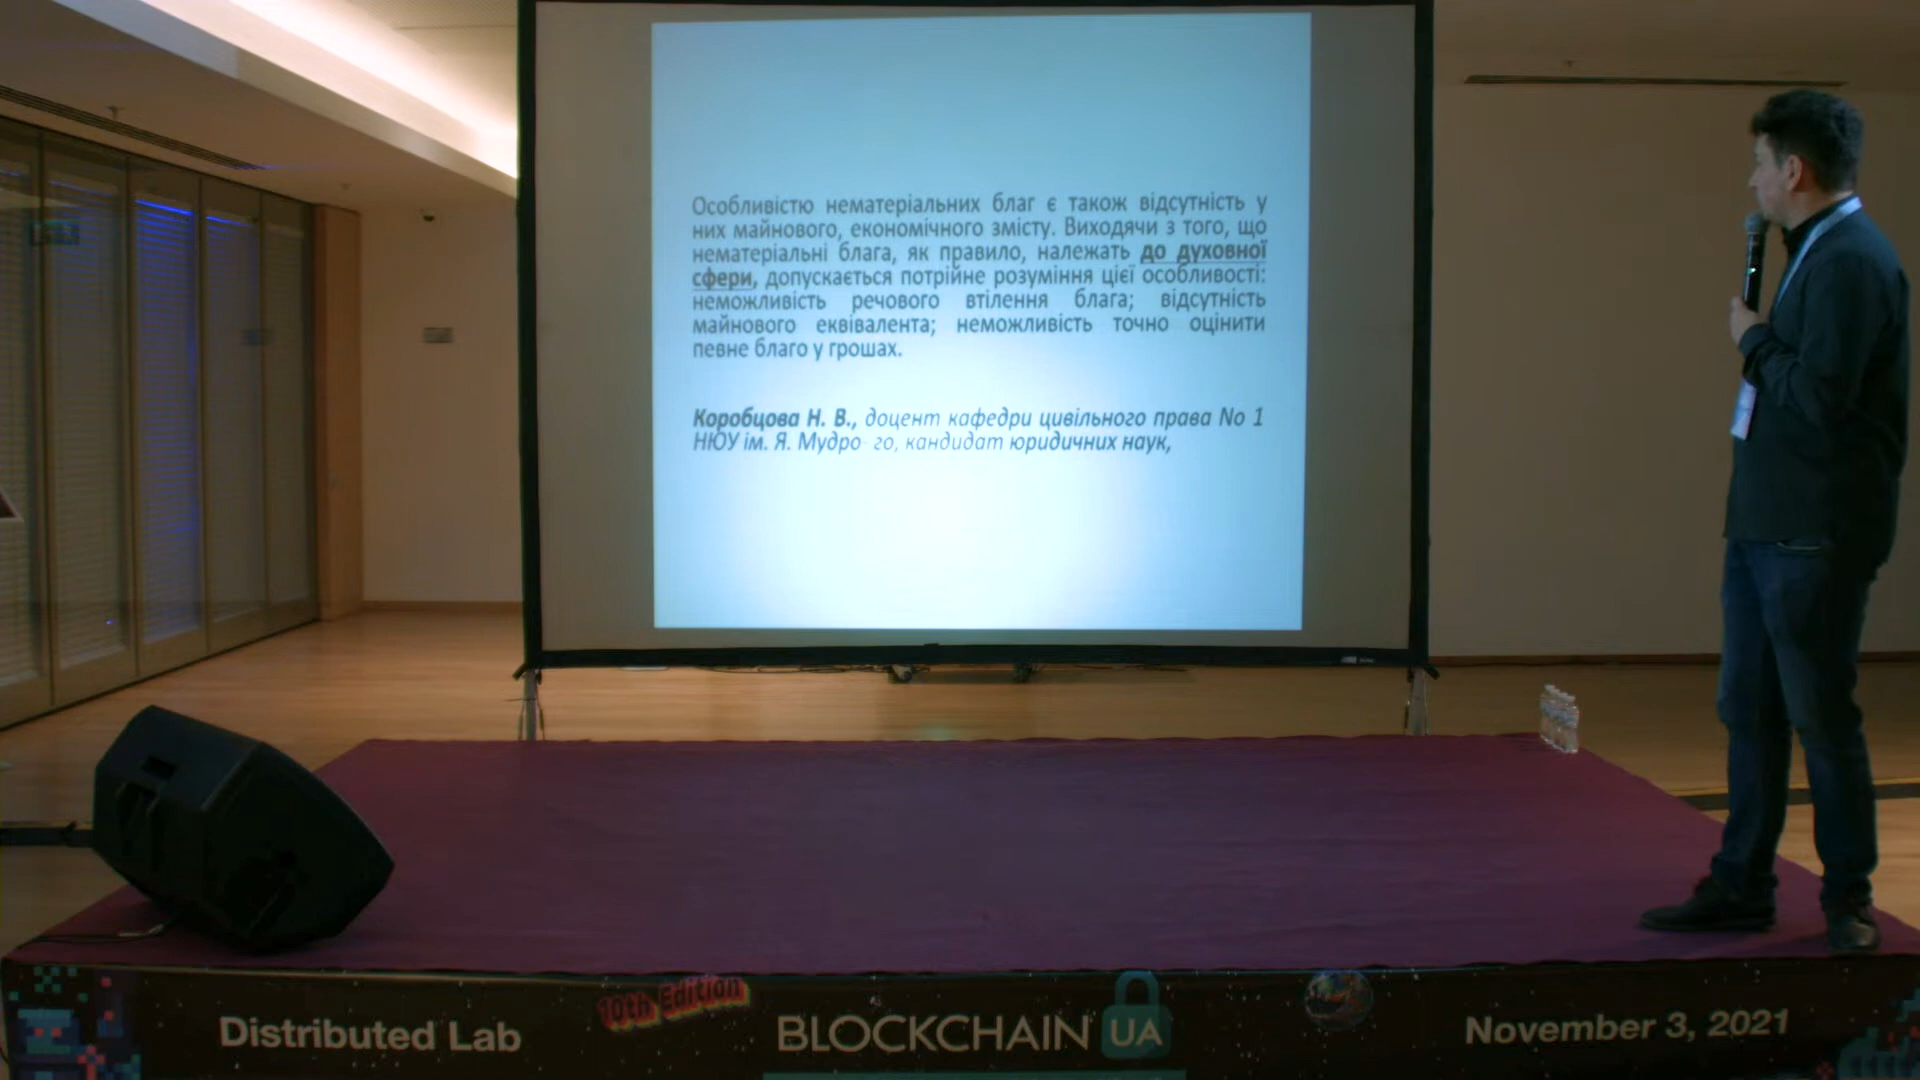 Особливістю нематеріальних благ є також відсутність у
них майнового, економічного змісту. Виходячи з того, що
нематеріальні блага, як правило, належать до духовної
сфери, допускається потрійне розуміння цієї особливості:
неможливість речового втілення блага; відсутність
майнового еквівалента; неможливість точно оцінити
певне благо у грошах.
Коробцова Н. В., доцент кафедри цивільного права No 1
НЮУ ім. Я. Мудро го, кандидат юридичних наук,
10th Edition
Distributed Lab
BLOCKCHAIN UA
November 3, 2021